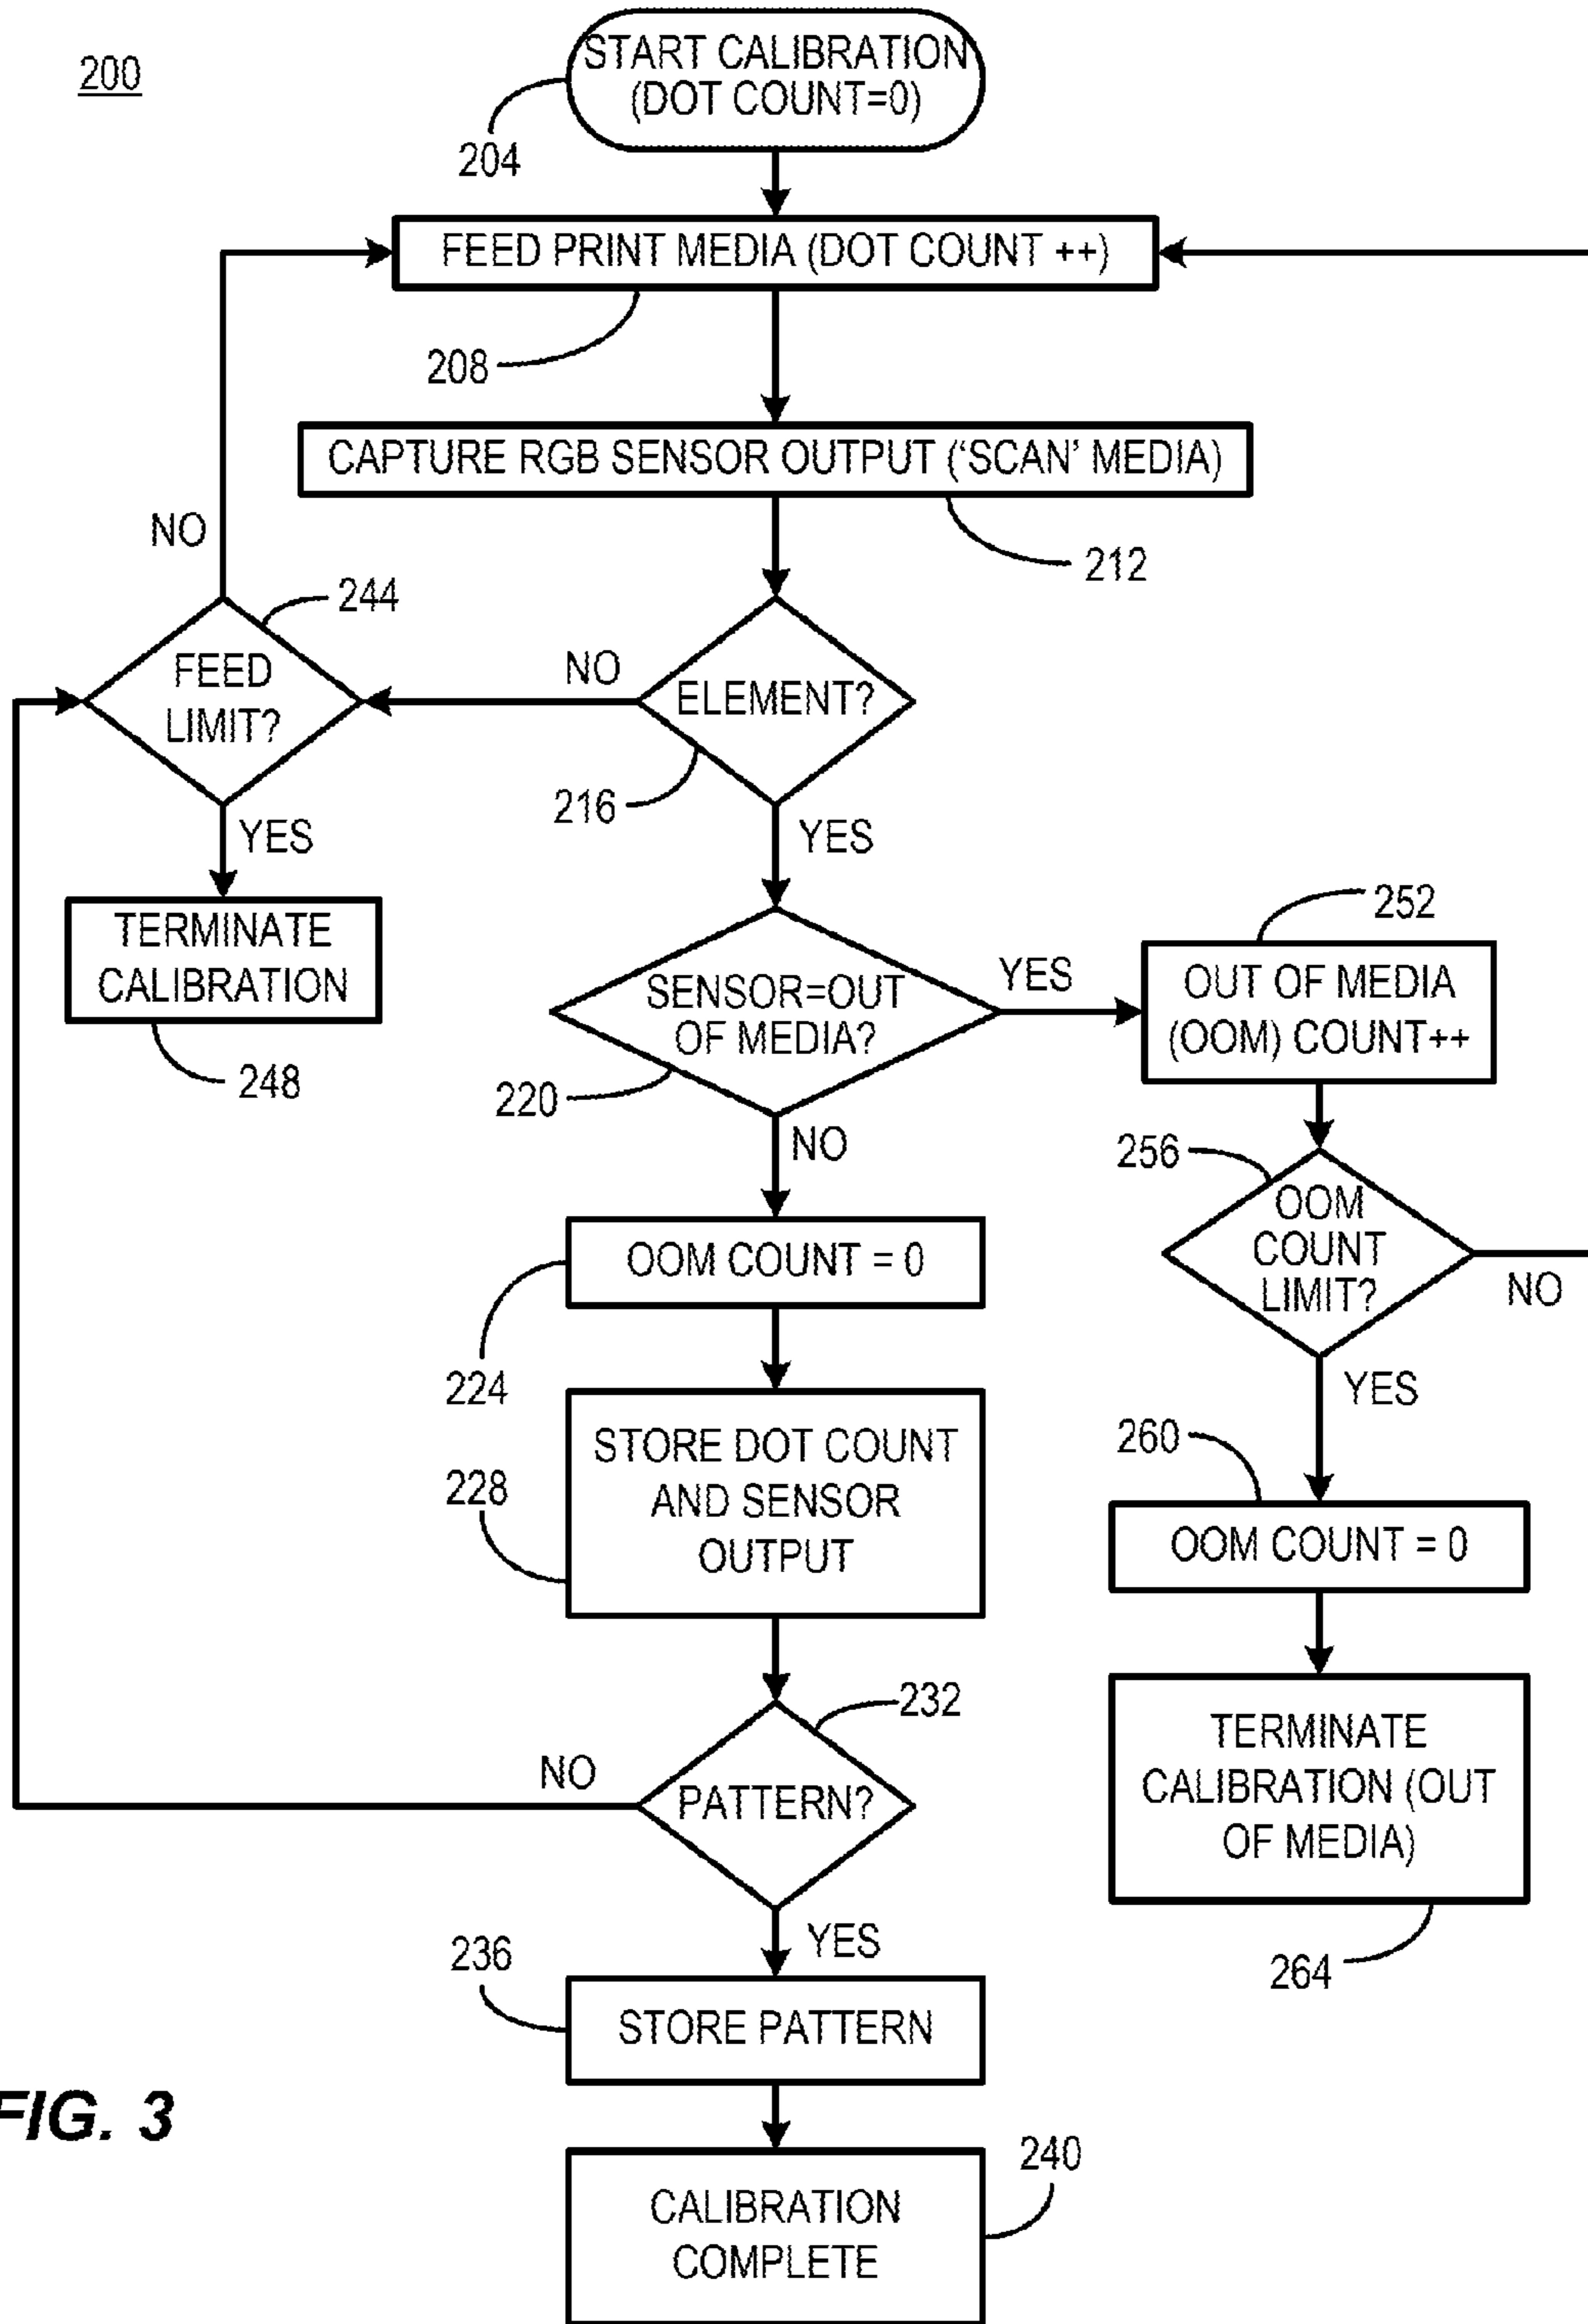 200
START CALIBRATION
(DOT COUNT=0)
204
FEED PRINT MEDIA (DOT COUNT ++)
208
CAPTURE RGB SENSOR OUTPUT ('SCAN' MEDIA)
212
NO
244
FEED
LIMIT?
NO
ELEMENT?
216
YES
YES
TERMINATE
CALIBRATION
248
SENSOR=OUT
OF MEDIA?
220
YES
252
OUT OF MEDIA
(OOM) COUNT++
NO
256
OOM
COUNT
LIMIT?
NO
OOM COUNT = 0
224
YES
STORE DOT COUNT
AND SENSOR
OUTPUT
228
260
OOM COUNT = 0
232
NO
PATTERN?
TERMINATE
CALIBRATION (OUT
OF MEDIA)
264
YES
236
STORE PATTERN
FIG. 3
240
CALIBRATION
COMPLETE